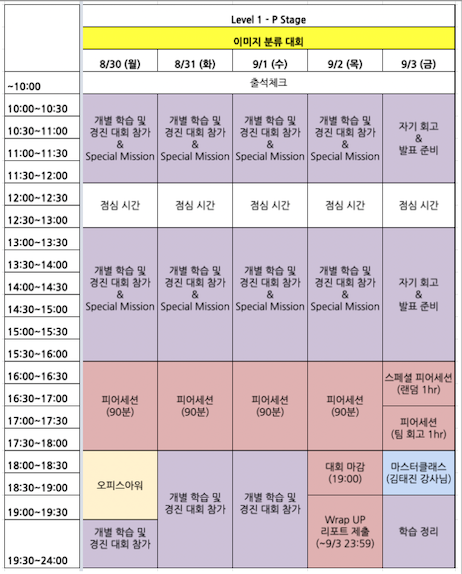 Level 1 - P Stage
이미지 분류 대회
8/30 (월) 8/31 (화) 9/1 (수) 9/2 (목) 9/3 (금)
~10:00 출석체크
10:00~10:30
10:30~11:00
11:00~11:30
11:30~12:00
개별 학습 및 개별 학습 및 개별 학습 및 개별 학습 및 자기 회고
경진 대회 참가 경진 대회 참가 경진 대회 참가 경진 대회 참가 &
& & & & 발표 준비
Special Mission Special Mission Special Mission Special Mission
12:00~12:30
12:30~13:00
점심 시간 점심 시간 점심 시간 점심 시간 점심 시간
13:00~13:30
13:30~14:00
14:00~14:30
14:30~15:00
15:00~15:30
15:30~16:00
개별 학습 및 개별 학습 및 개별 학습 및 개별 학습 및 자기 회고
경진 대회 참가 경진 대회 참가 경진 대회 참가 경진 대회 참가 &
& & & & 발표 준비
Special Mission Special Mission Special Mission Special Mission
16:00~16:30
16:30~17:00
17:00~17:30
17:30~18:00
피어세션 피어세션 피어세션 피어세션
(90분) (90분) (90분) (90분)
스페셜 피어세션
(랜덤 1hr)
피어세션
(팀 회고 1hr)
18:00~18:30
18:30~19:00
19:00~19:30
19:30~24:00
오피스아워
개별 학습 및
경진 대회 참가
개별 학습 및
경진 대회 참가
개별 학습 및
경진 대회 참가
대회 마감
(19:00)
Wrap UP
리포트 제출
(~9/3 23:59)
마스터클래스
(김태진 강사님)
학습 정리